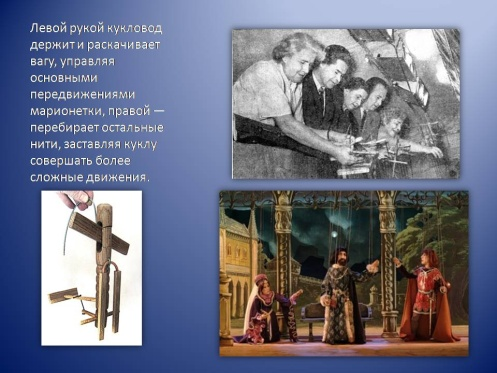 Левой рукой кукловод
держит и раскачивает
вагу, управляя
основными
передвижениями
марионетки, правой —
перебирает остальные
нити, заставляя куклу
совершать более
сложные движения.